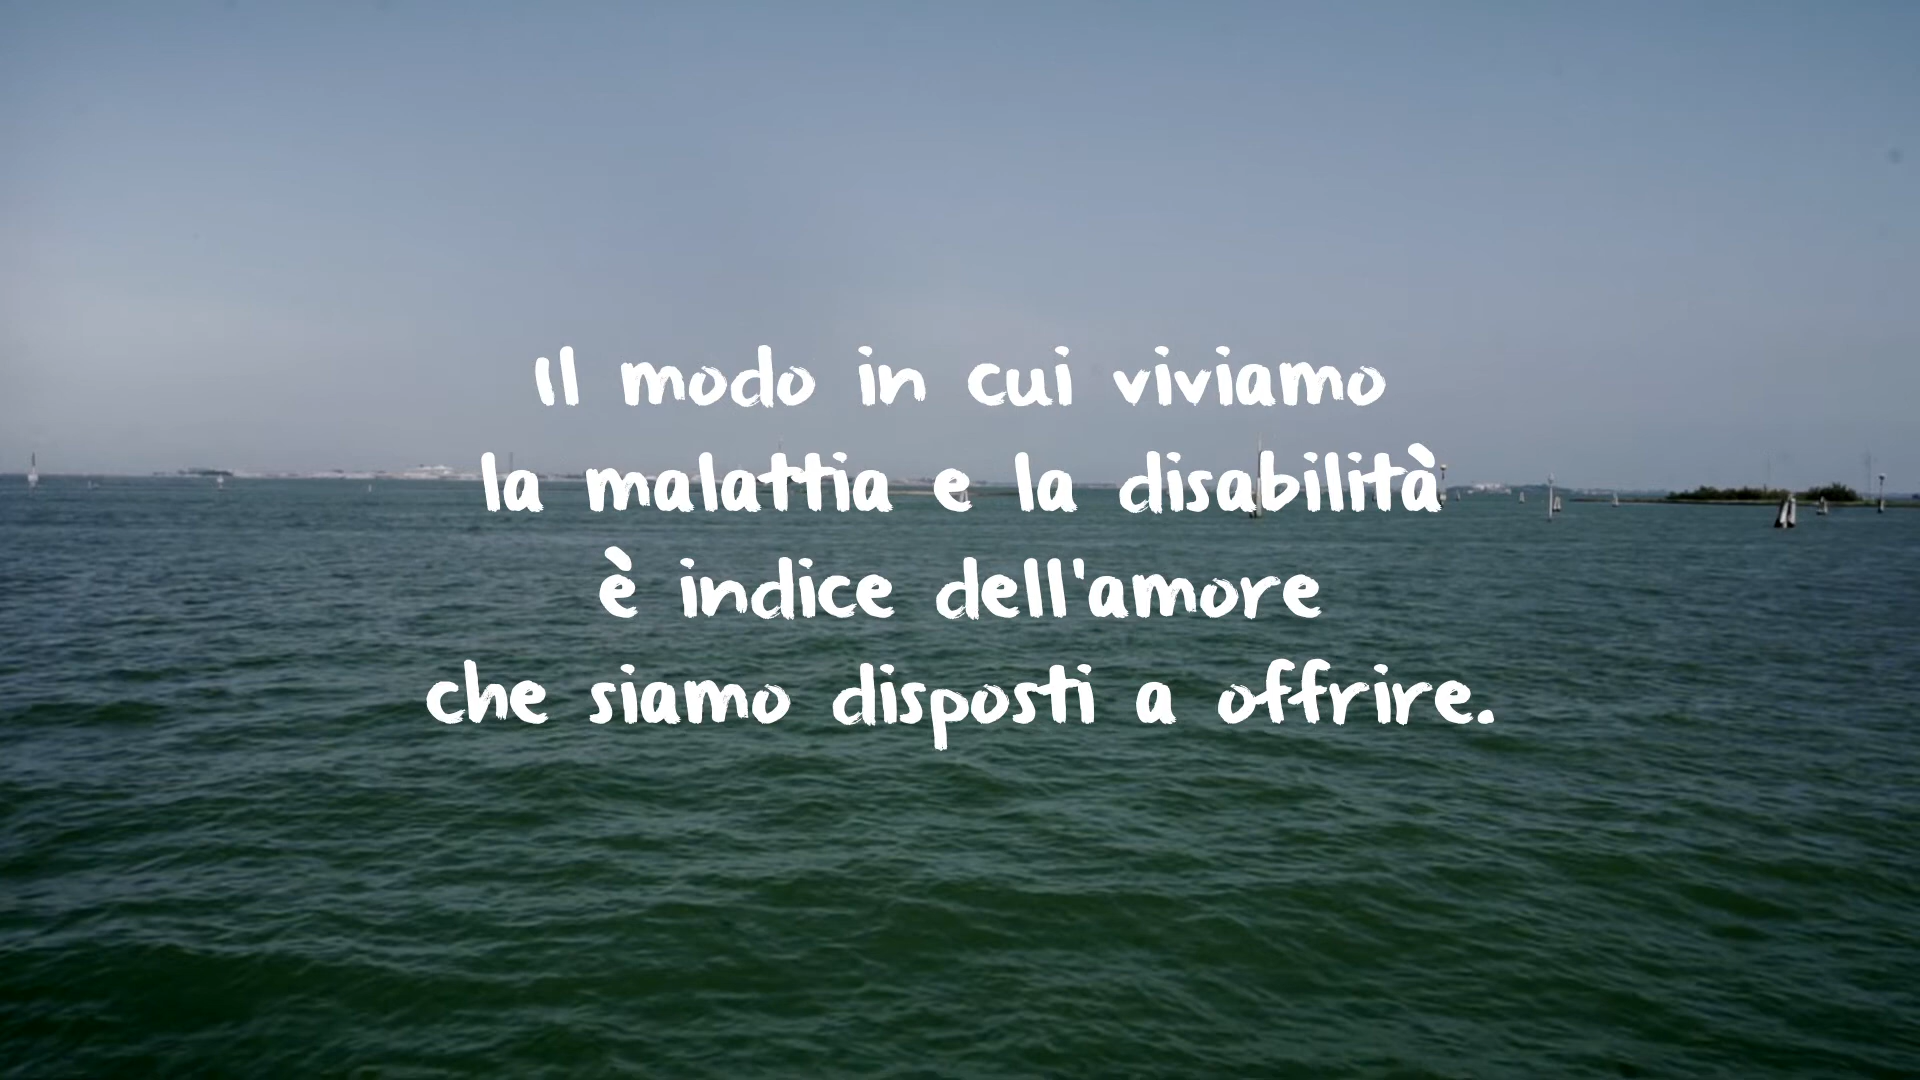 Il modo in cui viviamo
la malattia e la disabilità
è indice dell'amore
che siamo disposti a offrire.